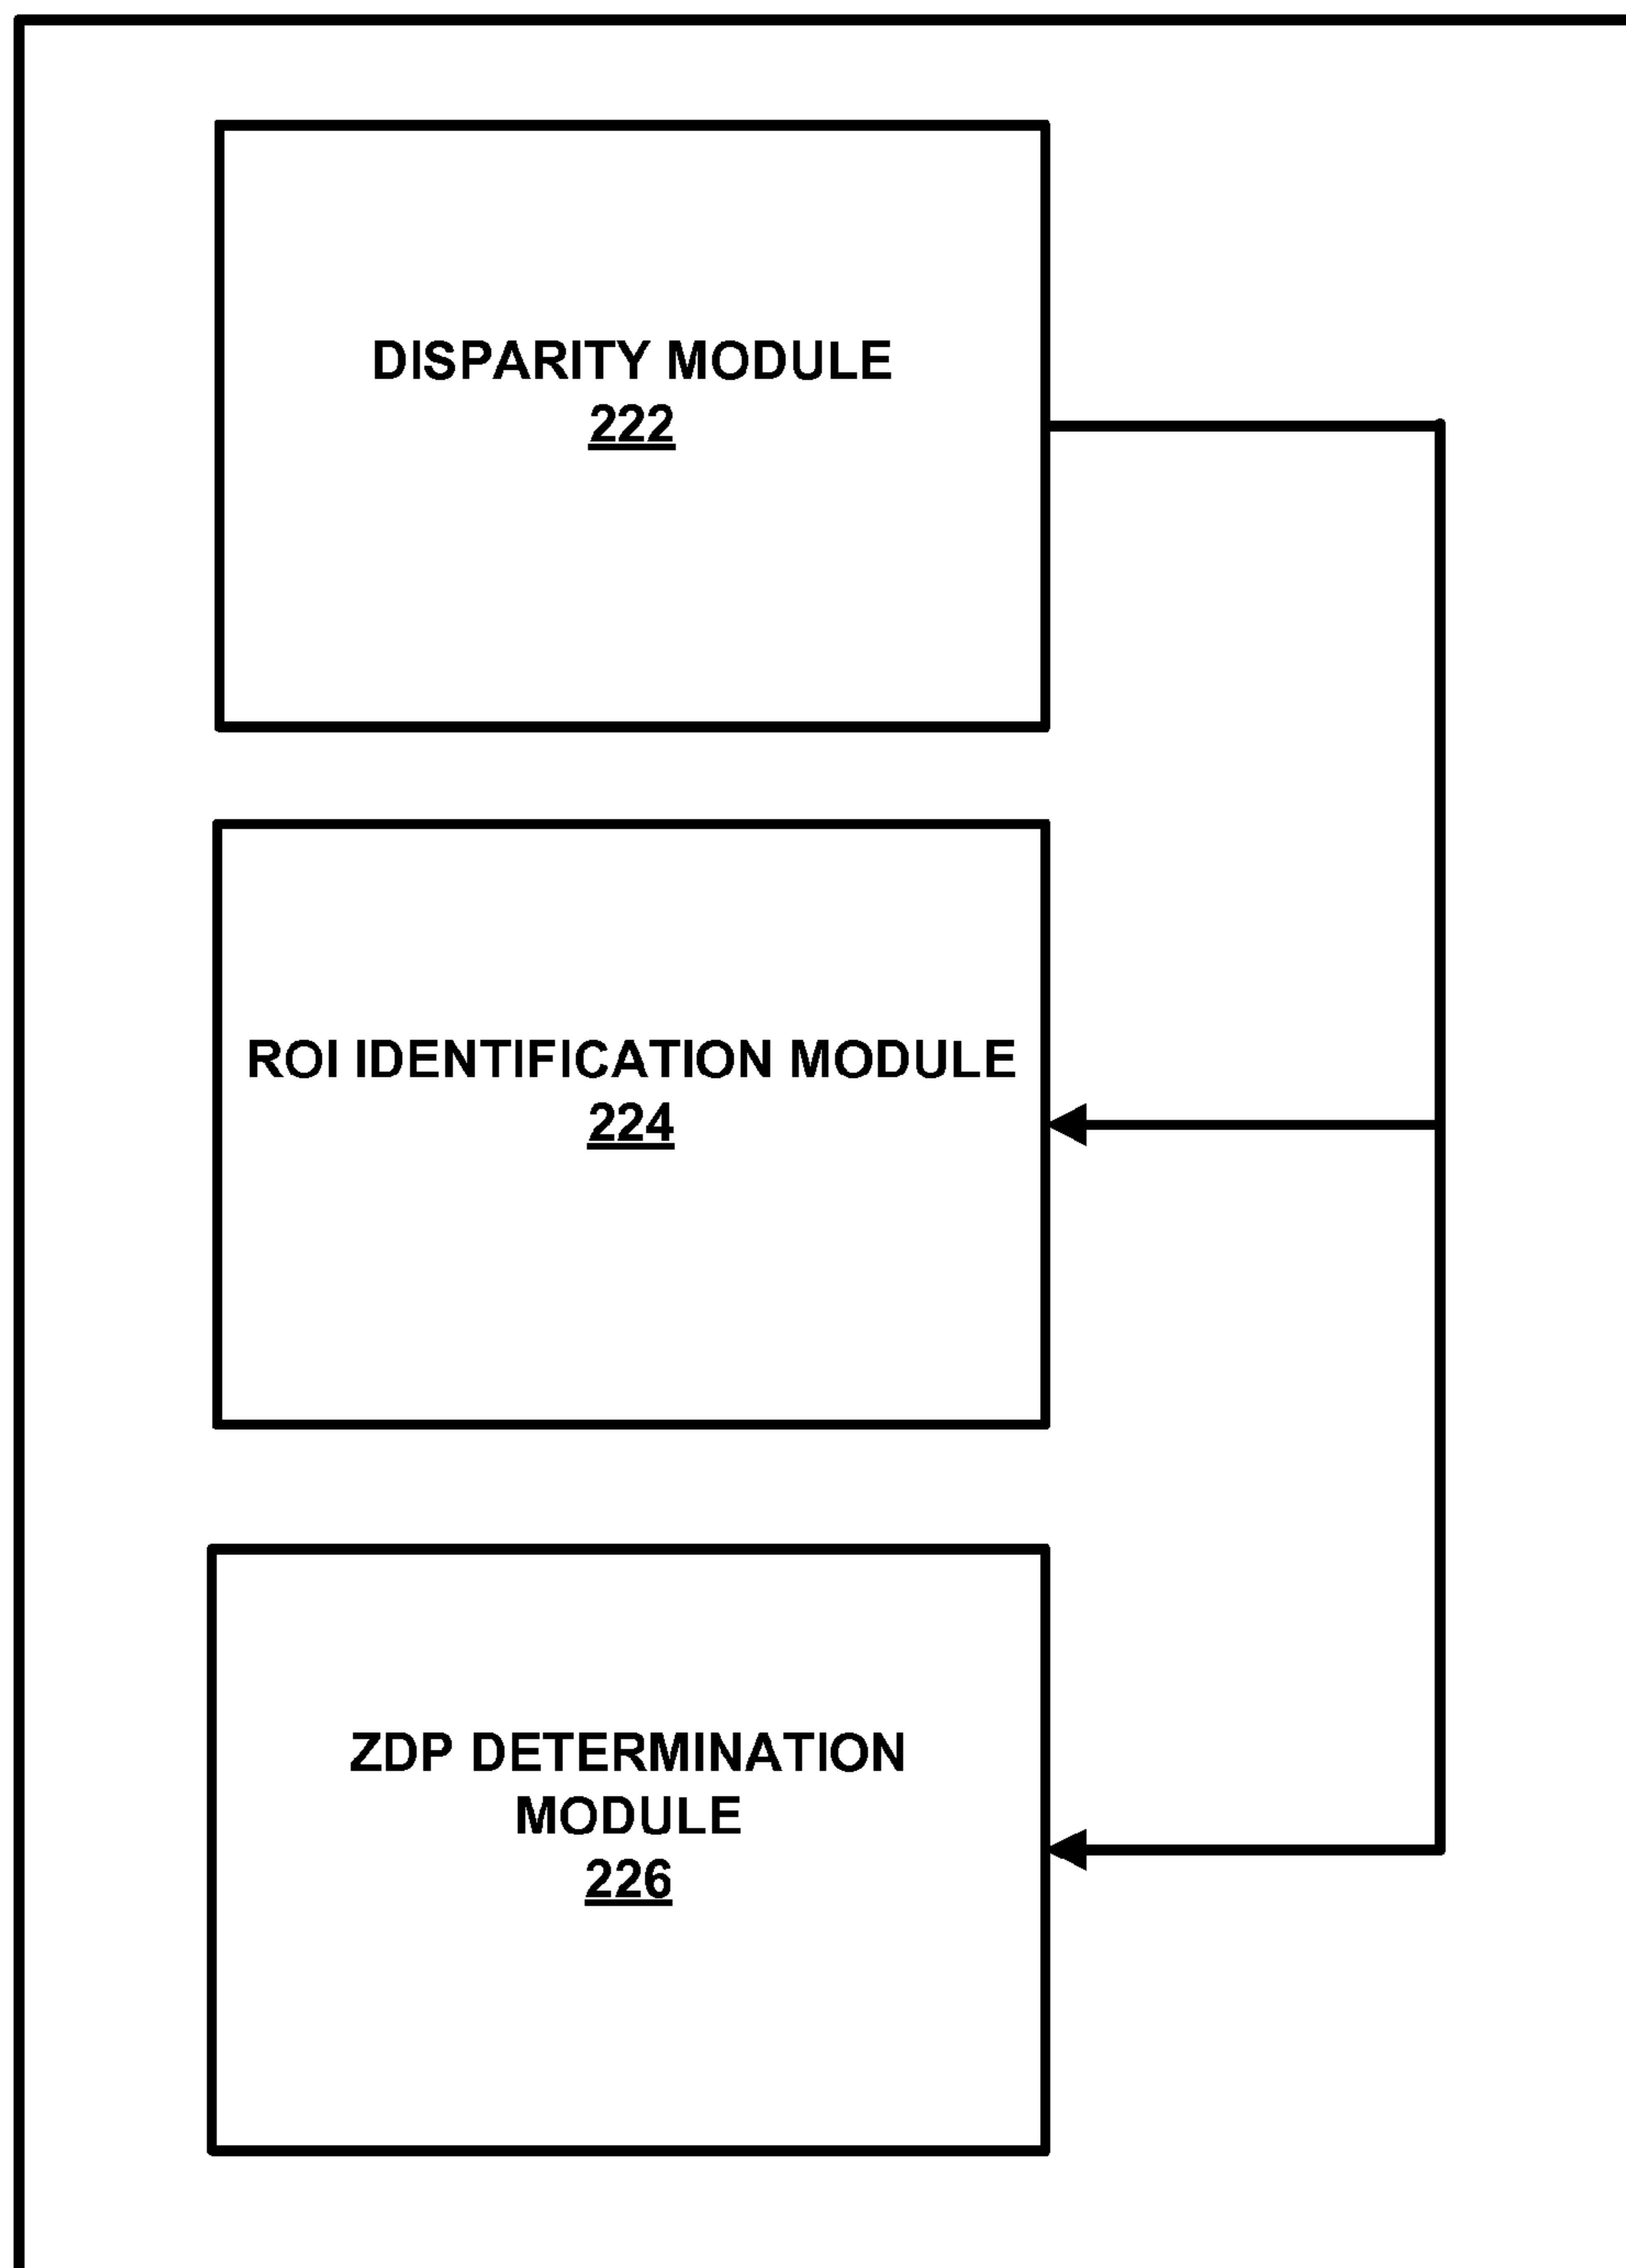 DISPARITY MODULE
222
ROI IDENTIFICATION MODULE
224
ZDP DETERMINATION
MODULE
226